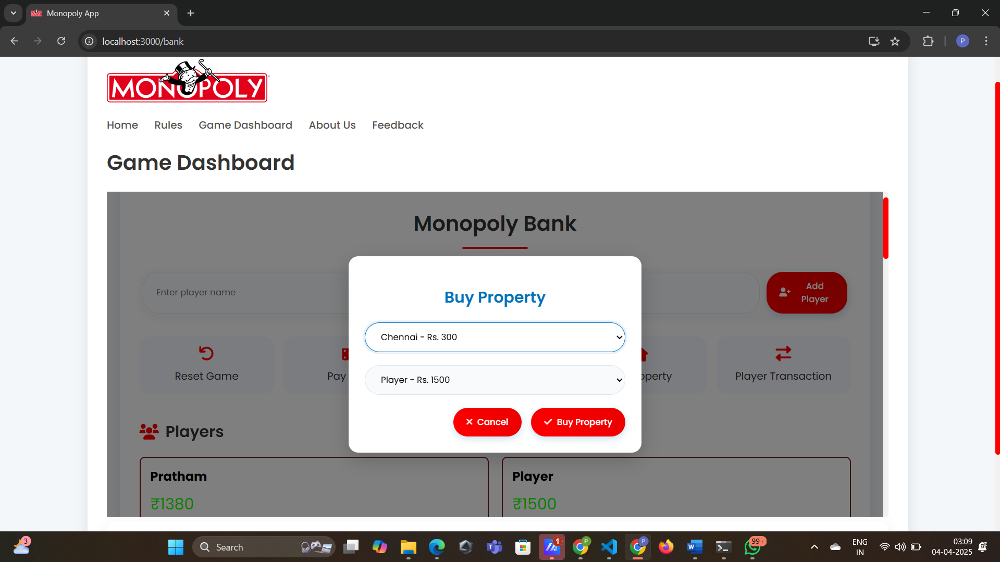 Monopoly App
localhost:3000/bank
P
MONOPOLY
Home Rules Game Dashboard About Us Feedback
Game Dashboard
Monopoly Bank
Enter player name
Add
Player
Buy Property
Chennai - Rs. 300
Player - Rs. 1500
Cancel Buy Property
Reset Game
Pay
perty
Player Transaction
Players
Pratham
₹1380
Player
₹1500
3
Search
1
P
P
99+
ENG
IN
03:09
04-04-2025